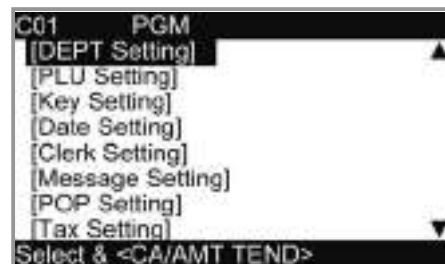 C01 PGM
[DEPT Setting]
[PLU Setting]
[Key Setting]
[Date Setting]
[Clerk Setting]
[Message Setting]
[POP Setting]
[Tax Setting]
Select & <CA/AMT TEND>